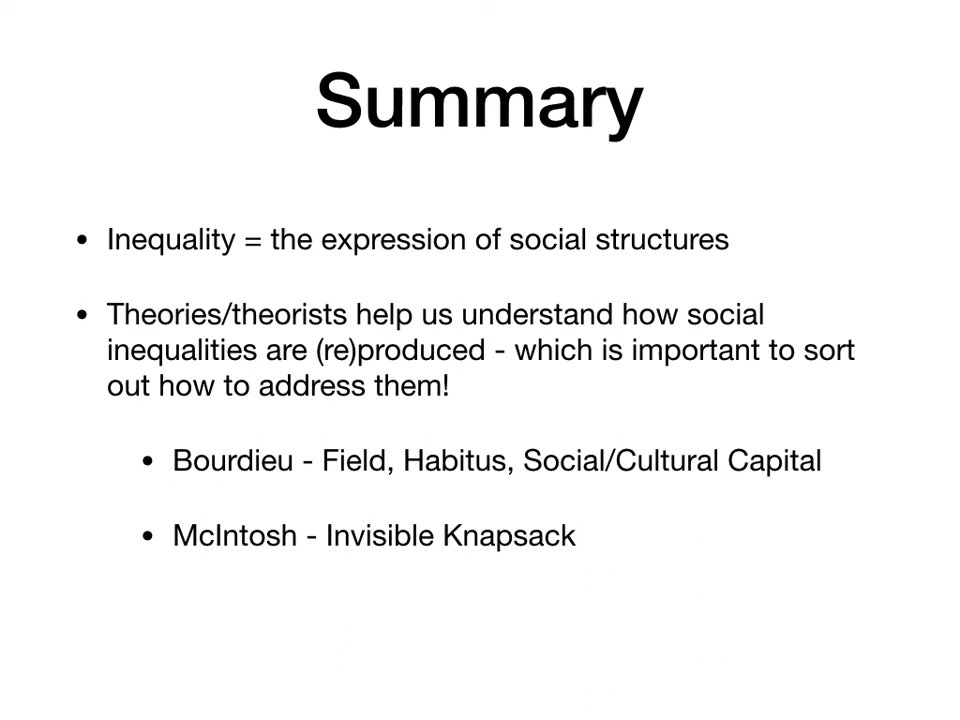 Summary
• Inequality = the expression of social structures
• Theories/theorists help us understand how social
inequalities are (re)produced - which is important to sort
out how to address them!
• Bourdieu - Field, Habitus, Social/Cultural Capital
• McIntosh - Invisible Knapsack